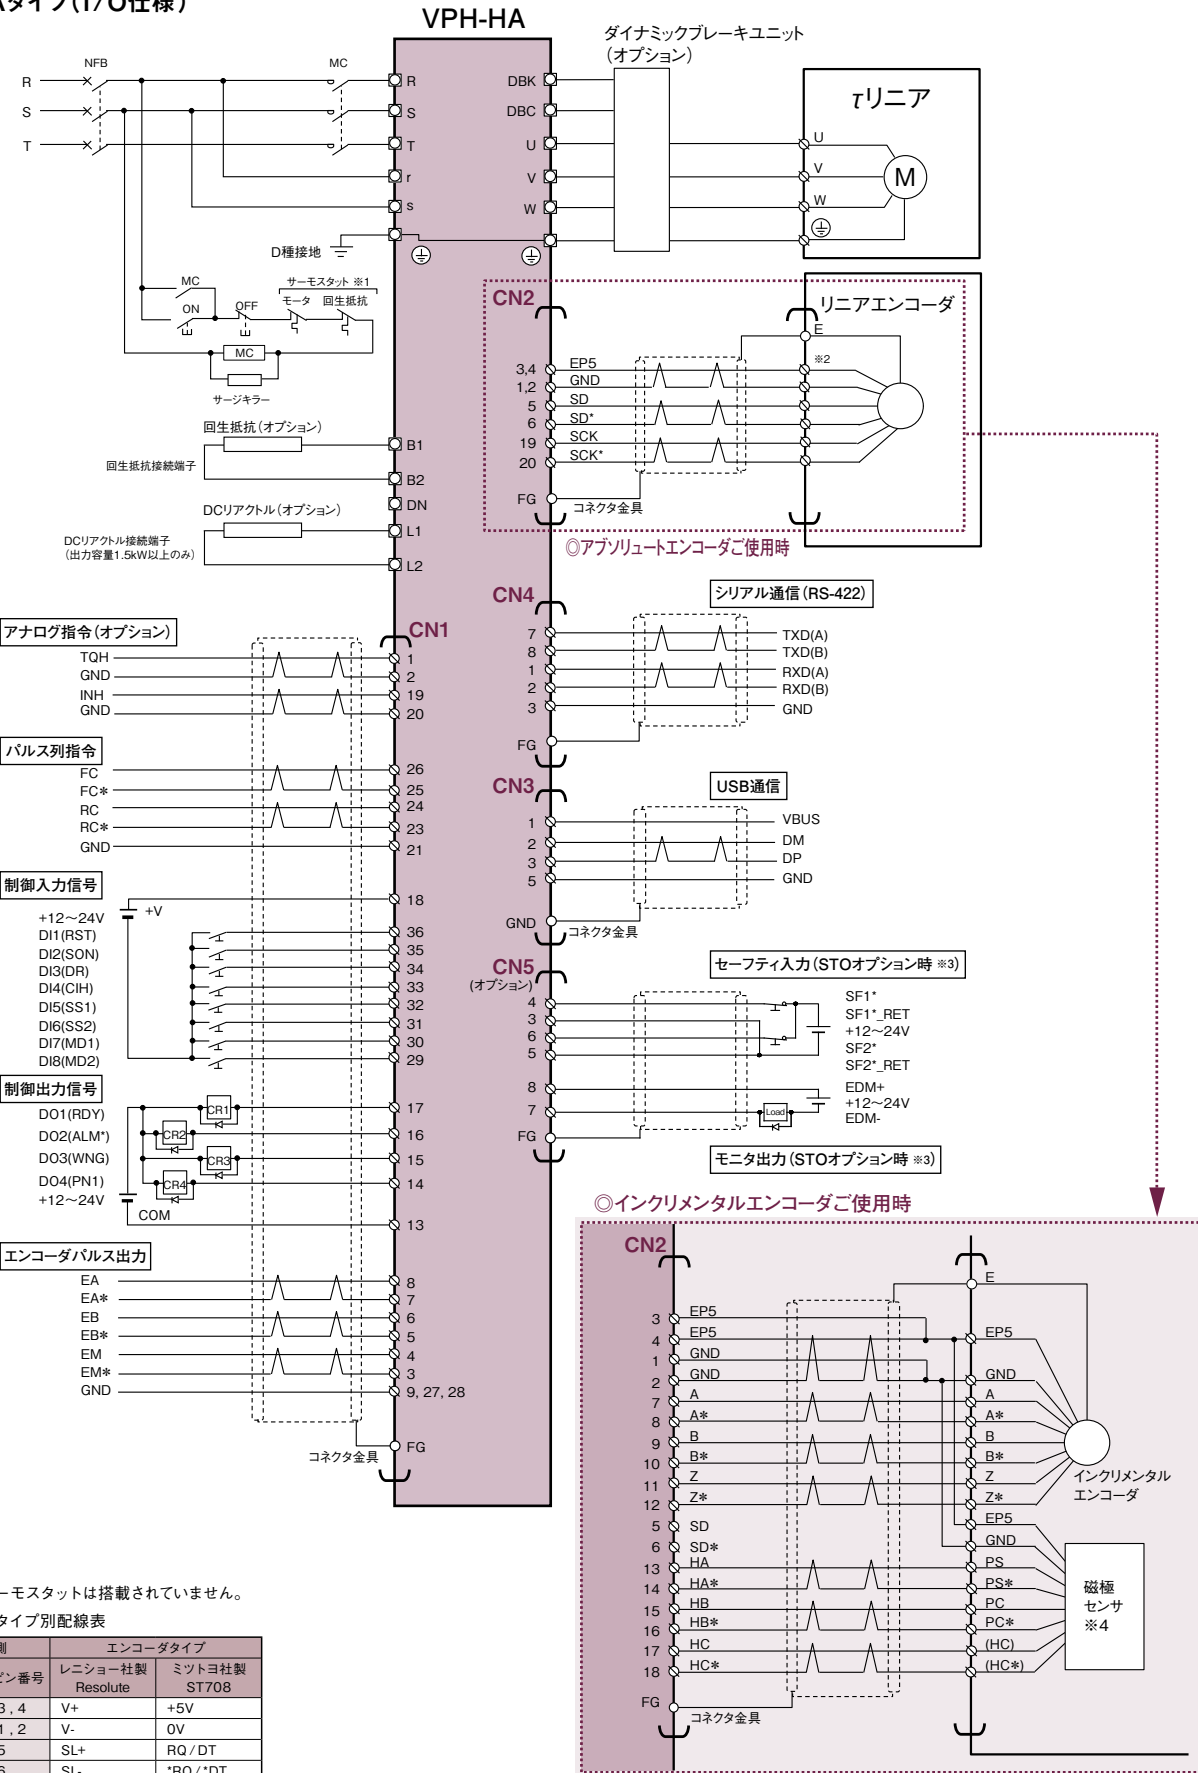 Aタイプ(I/O仕様)
VPH-HA
ダイナミックブレーキユニット
(オプション)
NFB
MC
R
S
T
R
S
T
r
s
DBK
DBC
U
V
W
τリニア
U
V
W
M
D種接地
MC
ON
OFF
サーモスタット ※1
モータ
回生抵抗
MC
サージキラー
回生抵抗(オプション)
回生抵抗接続端子
B1
B2
DN
DCリアクトル(オプション)
DCリアクトル接続端子
(出力容量1.5kW以上のみ)
L1
L2
CN2
リニアエンコーダ
E
※2
3,4 EP5
1,2 GND
5 SD
6 SD*
19 SCK
20 SCK*
FG
コネクタ金具
◎アブソリュートエンコーダご使用時
CN4
シリアル通信(RS-422)
7 TXD(A)
8 TXD(B)
1 RXD(A)
2 RXD(B)
3 GND
FG
CN3
USB通信
1 VBUS
2 DM
3 DP
5 GND
GND
コネクタ金具
CN5
(オプション)
セーフティ入力(STOオプション時 ※3)
4
3
6
5
8
7
FG
SF1*
SF1*_RET
+12~24V
SF2*
SF2*_RET
EDM+
+12~24V
EDM-
Load
モニタ出力(STOオプション時 ※3)
CN1
アナログ指令(オプション)
TQH 1
GND 2
INH 19
GND 20
パルス列指令
FC 26
FC* 25
RC 24
RC* 23
GND 21
制御入力信号
+12~24V +V 18
DI1(RST) 36
DI2(SON) 35
DI3(DR) 34
DI4(CIH) 33
DI5(SS1) 32
DI6(SS2) 31
DI7(MD1) 30
DI8(MD2) 29
制御出力信号
DO1(RDY) CR1 17
DO2(ALM*) CR2 16
DO3(WNG) CR3 15
DO4(PN1) CR4 14
+12~24V
COM 13
エンコーダパルス出力
EA 8
EA* 7
EB 6
EB* 5
EM 4
EM* 3
GND 9, 27, 28
コネクタ金具 FG
◎インクリメンタルエンコーダご使用時
CN2
E
3 EP5
4 EP5 EP5
1 GND
2 GND GND
7 A A
8 A* A*
9 B B
10 B* B*
11 Z Z
12 Z* Z*
5 SD EP5
6 SD* GND
13 HA PS
14 HA* PS*
15 HB PC
16 HB* PC*
17 HC (HC)
18 HC* (HC*)
FG
コネクタ金具
インクリメンタル
エンコーダ
磁極
センサ
※4
ーモスタットは搭載されていません。
タイプ別配線表
側 エンコーダタイプ
ピン番号 レニショー社製 Resolute ミツトヨ社製 ST708
3 , 4 V+ +5V
1 , 2 V- 0V
5 SL+ RQ / DT
6 SL- *RQ / *DT